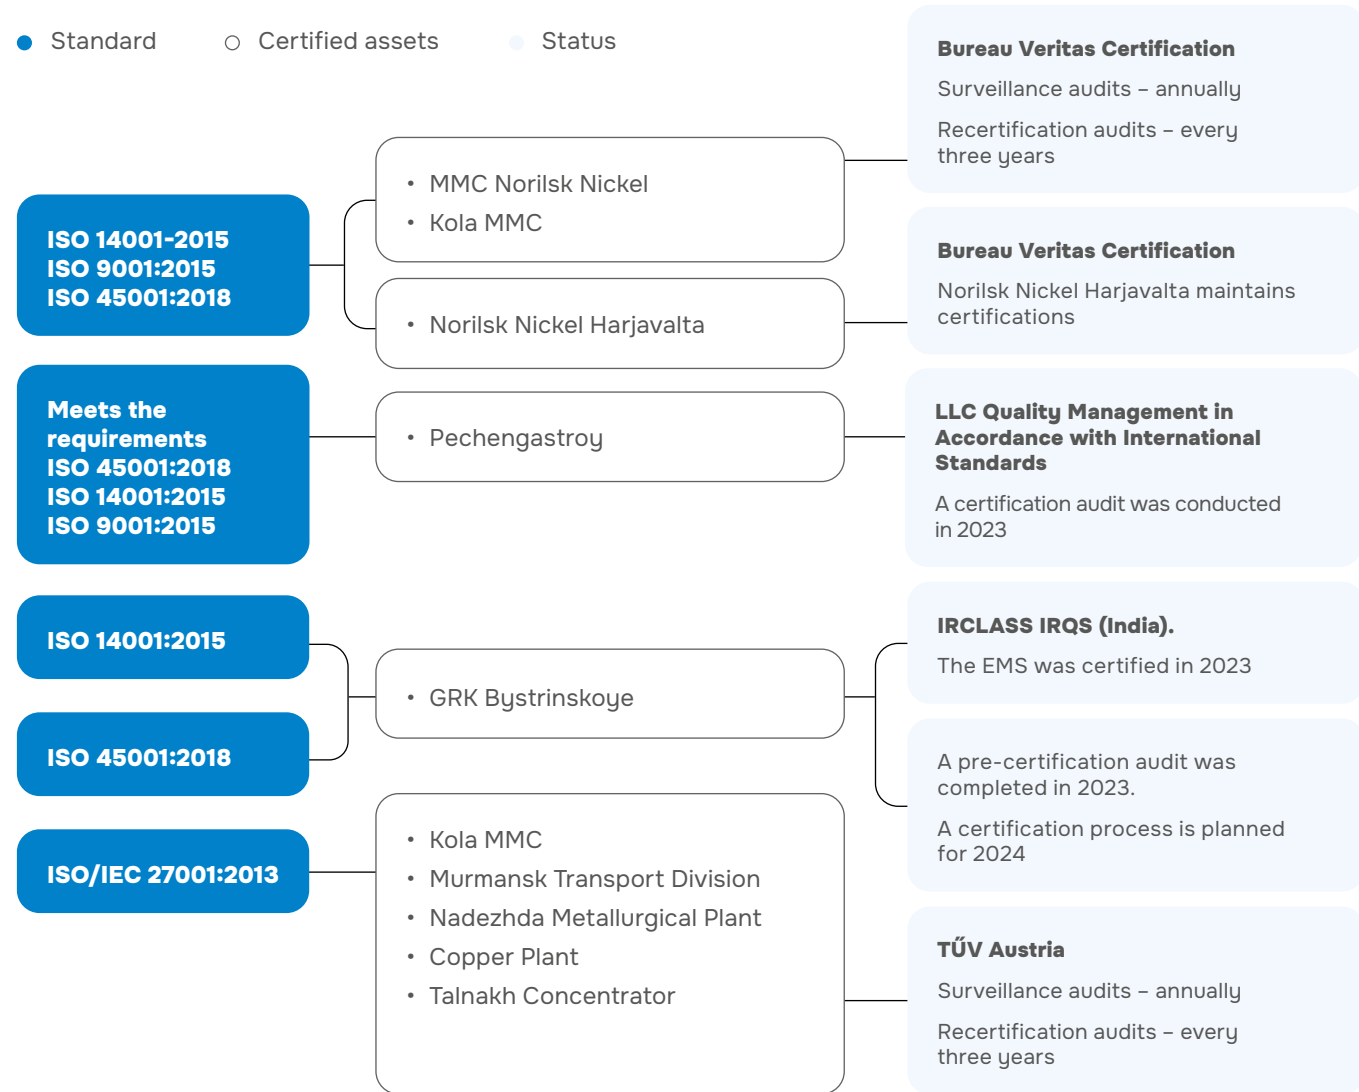 Standard
Certified assets
Status
ISO 14001-2015
ISO 9001:2015
ISO 45001:2018
• MMC Norilsk Nickel
• Kola MMC
Bureau Veritas Certification
Surveillance audits – annually
Recertification audits – every
three years
• Norilsk Nickel Harjavalta
Bureau Veritas Certification
Norilsk Nickel Harjavalta maintains
certifications
Meets the
requirements
ISO 45001:2018
ISO 14001:2015
ISO 9001:2015
• Pechengastroy
LLC Quality Management in
Accordance with International
Standards
A certification audit was conducted
in 2023
ISO 14001:2015
ISO 45001:2018
• GRK Bystrinskoye
IRCLASS IRQS (India).
The EMS was certified in 2023
A pre-certification audit was
completed in 2023.
A certification process is planned
for 2024
ISO/IEC 27001:2013
• Kola MMC
• Murmansk Transport Division
• Nadezhda Metallurgical Plant
• Copper Plant
• Talnakh Concentrator
TŰV Austria
Surveillance audits – annually
Recertification audits – every
three years